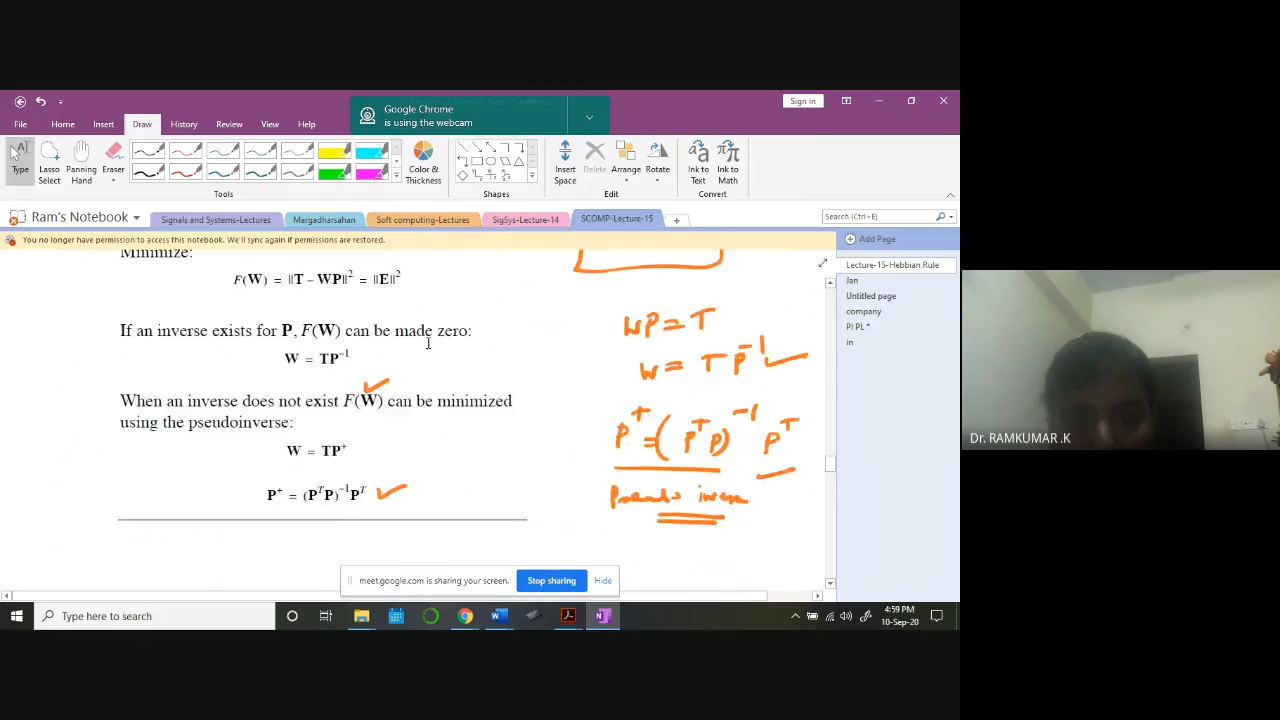 Google Chrome
is using the webcam
Sign in
File Home Insert Draw History Review View Help
Type
Lasso Select
Panning Hand
Eraser
Color & Thickness
Insert Space
Delete
Arrange
Rotate
Ink to Text
Ink to Math
Tools
Shapes
Edit
Convert
Ram's Notebook
Signals and Systems-Lectures
Margadharsahan
Soft computing-Lectures
SigSys-Lecture-14
SCOMP-Lecture-15
Search (Ctrl+E)
You no longer have permission to access this notebook. We'll sync again if permissions are restored.
Add Page
Lecture-15-Hebbian Rule
Jan
Untitled page
company
PI PL *
in
Minimize:
F(W) = ||T – WP||² = ||E||²
If an inverse exists for P, F(W) can be made zero:
W = TP⁻¹
When an inverse does not exist F(W) can be minimized
using the pseudoinverse:
W = TP⁺
P⁺ = (PᵀP)⁻¹Pᵀ
WP = T
W = T P⁻¹
P⁺ = (PᵀP)⁻¹ Pᵀ
Pseudo inverse
Dr. RAMKUMAR .K
meet.google.com is sharing your screen.
Stop sharing
Hide
Type here to search
4:59 PM
10-Sep-20